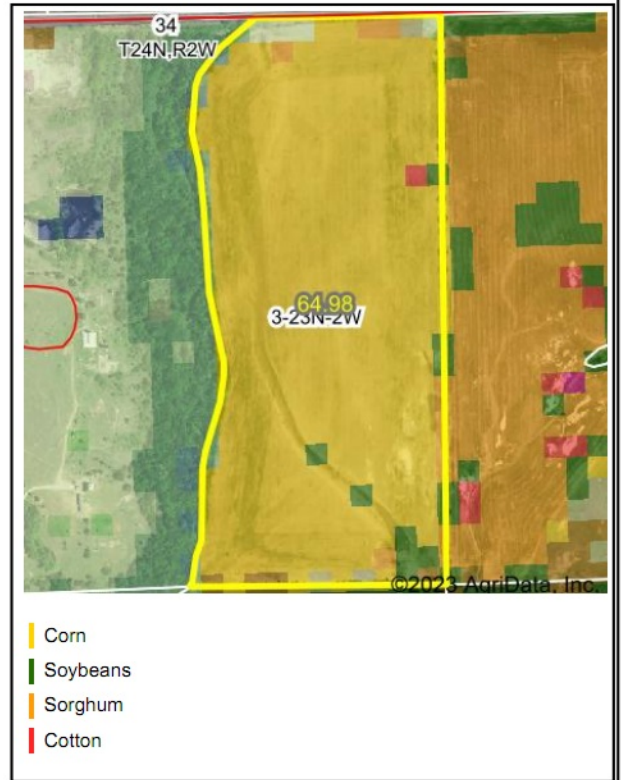 34
T24N,R2W
64.98
3-23N-2W
©2023 AgriData, Inc.
Corn
Soybeans
Sorghum
Cotton